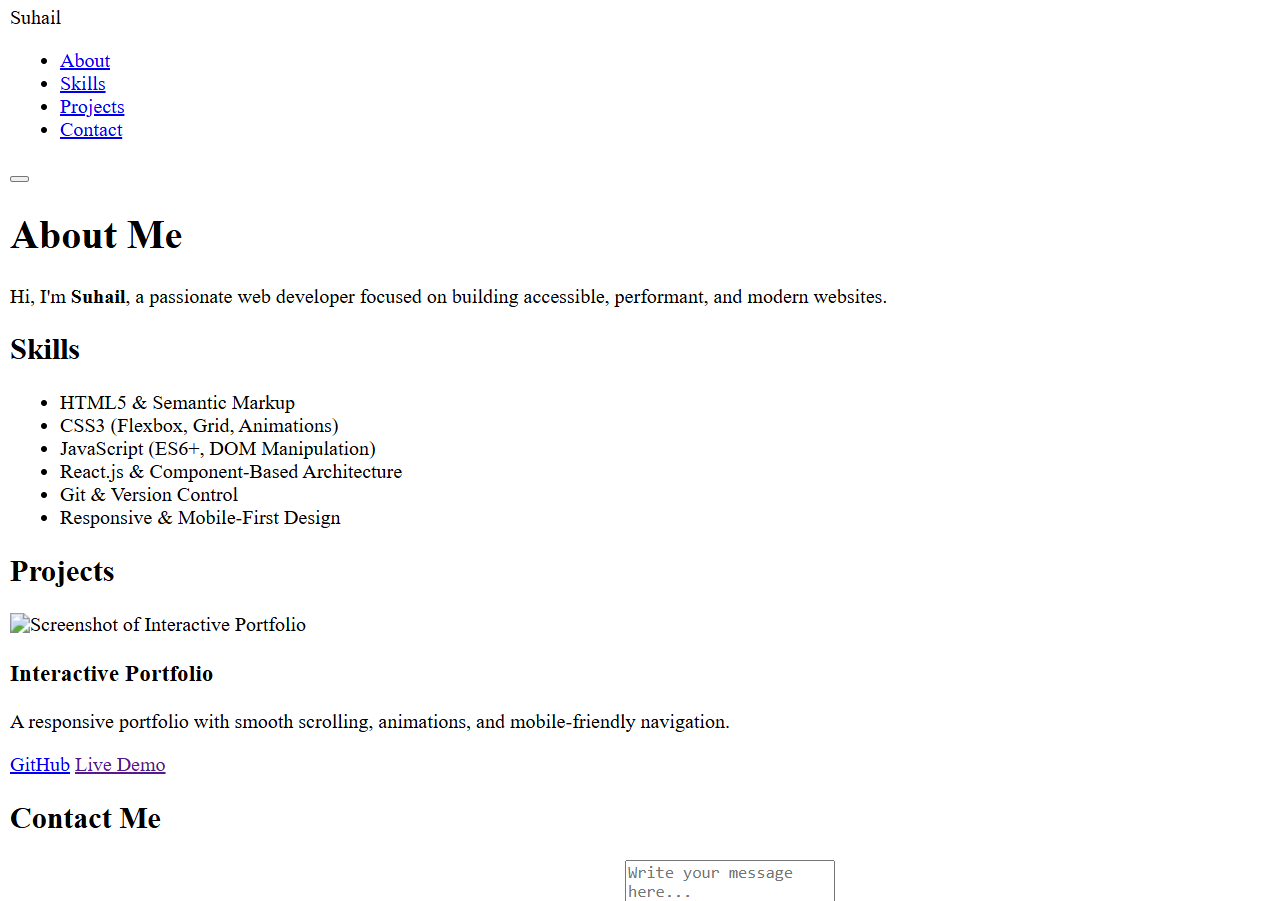 Suhail
About
Skills
Projects
Contact
About Me
Hi, I'm Suhail, a passionate web developer focused on building accessible, performant, and modern websites.
Skills
HTML5 & Semantic Markup
CSS3 (Flexbox, Grid, Animations)
JavaScript (ES6+, DOM Manipulation)
React.js & Component-Based Architecture
Git & Version Control
Responsive & Mobile-First Design
Projects
Screenshot of Interactive Portfolio
Interactive Portfolio
A responsive portfolio with smooth scrolling, animations, and mobile-friendly navigation.
GitHub Live Demo
Contact Me
Write your message
here...